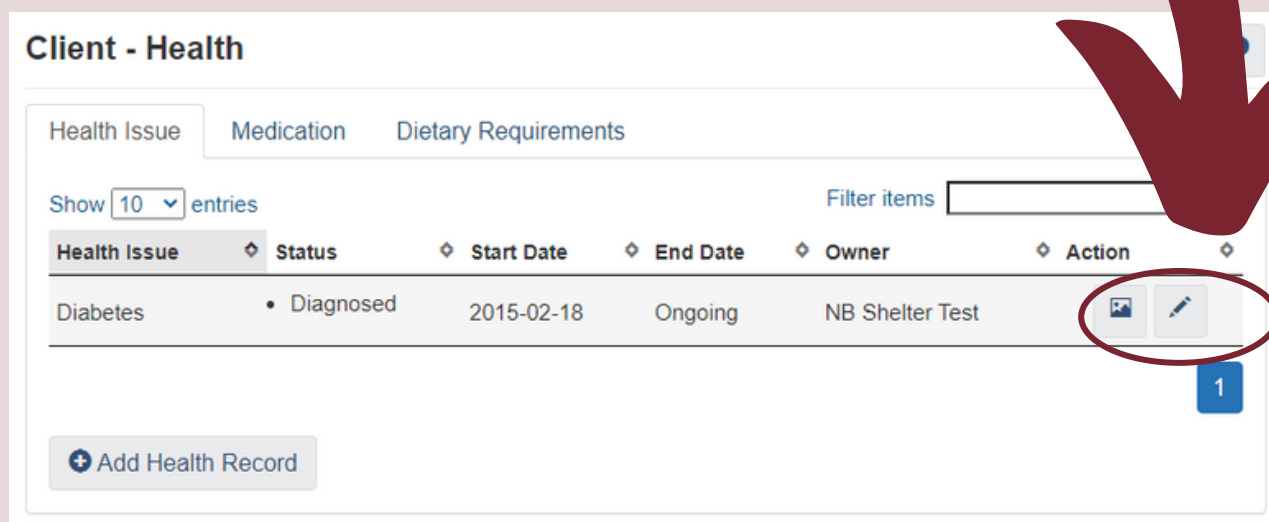 Client - Health
Health Issue Medication Dietary Requirements
Show 10 entries Filter items
Health Issue Status Start Date End Date Owner Action
Diabetes • Diagnosed 2015-02-18 Ongoing NB Shelter Test
1
Add Health Record